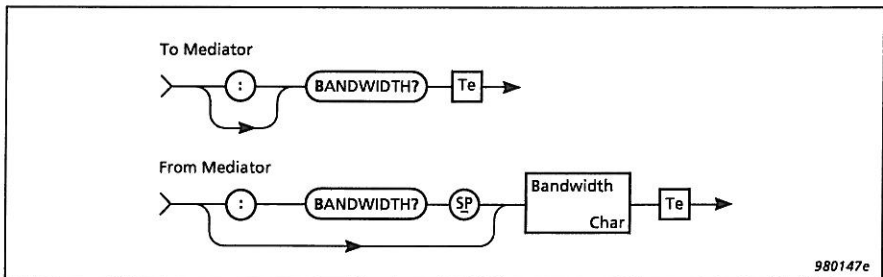 To Mediator
: BANDWIDTH? Te
From Mediator
: BANDWIDTH? SP Bandwidth
Char Te
980147e